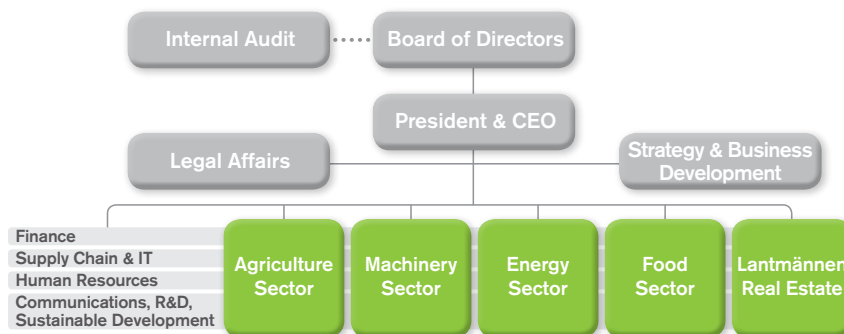 Internal Audit
Board of Directors
President & CEO
Legal Affairs
Strategy & Business
Development
Finance
Supply Chain & IT
Human Resources
Communications, R&D,
Sustainable Development
Agriculture
Sector
Machinery
Sector
Energy
Sector
Food
Sector
Lantmännen
Real Estate